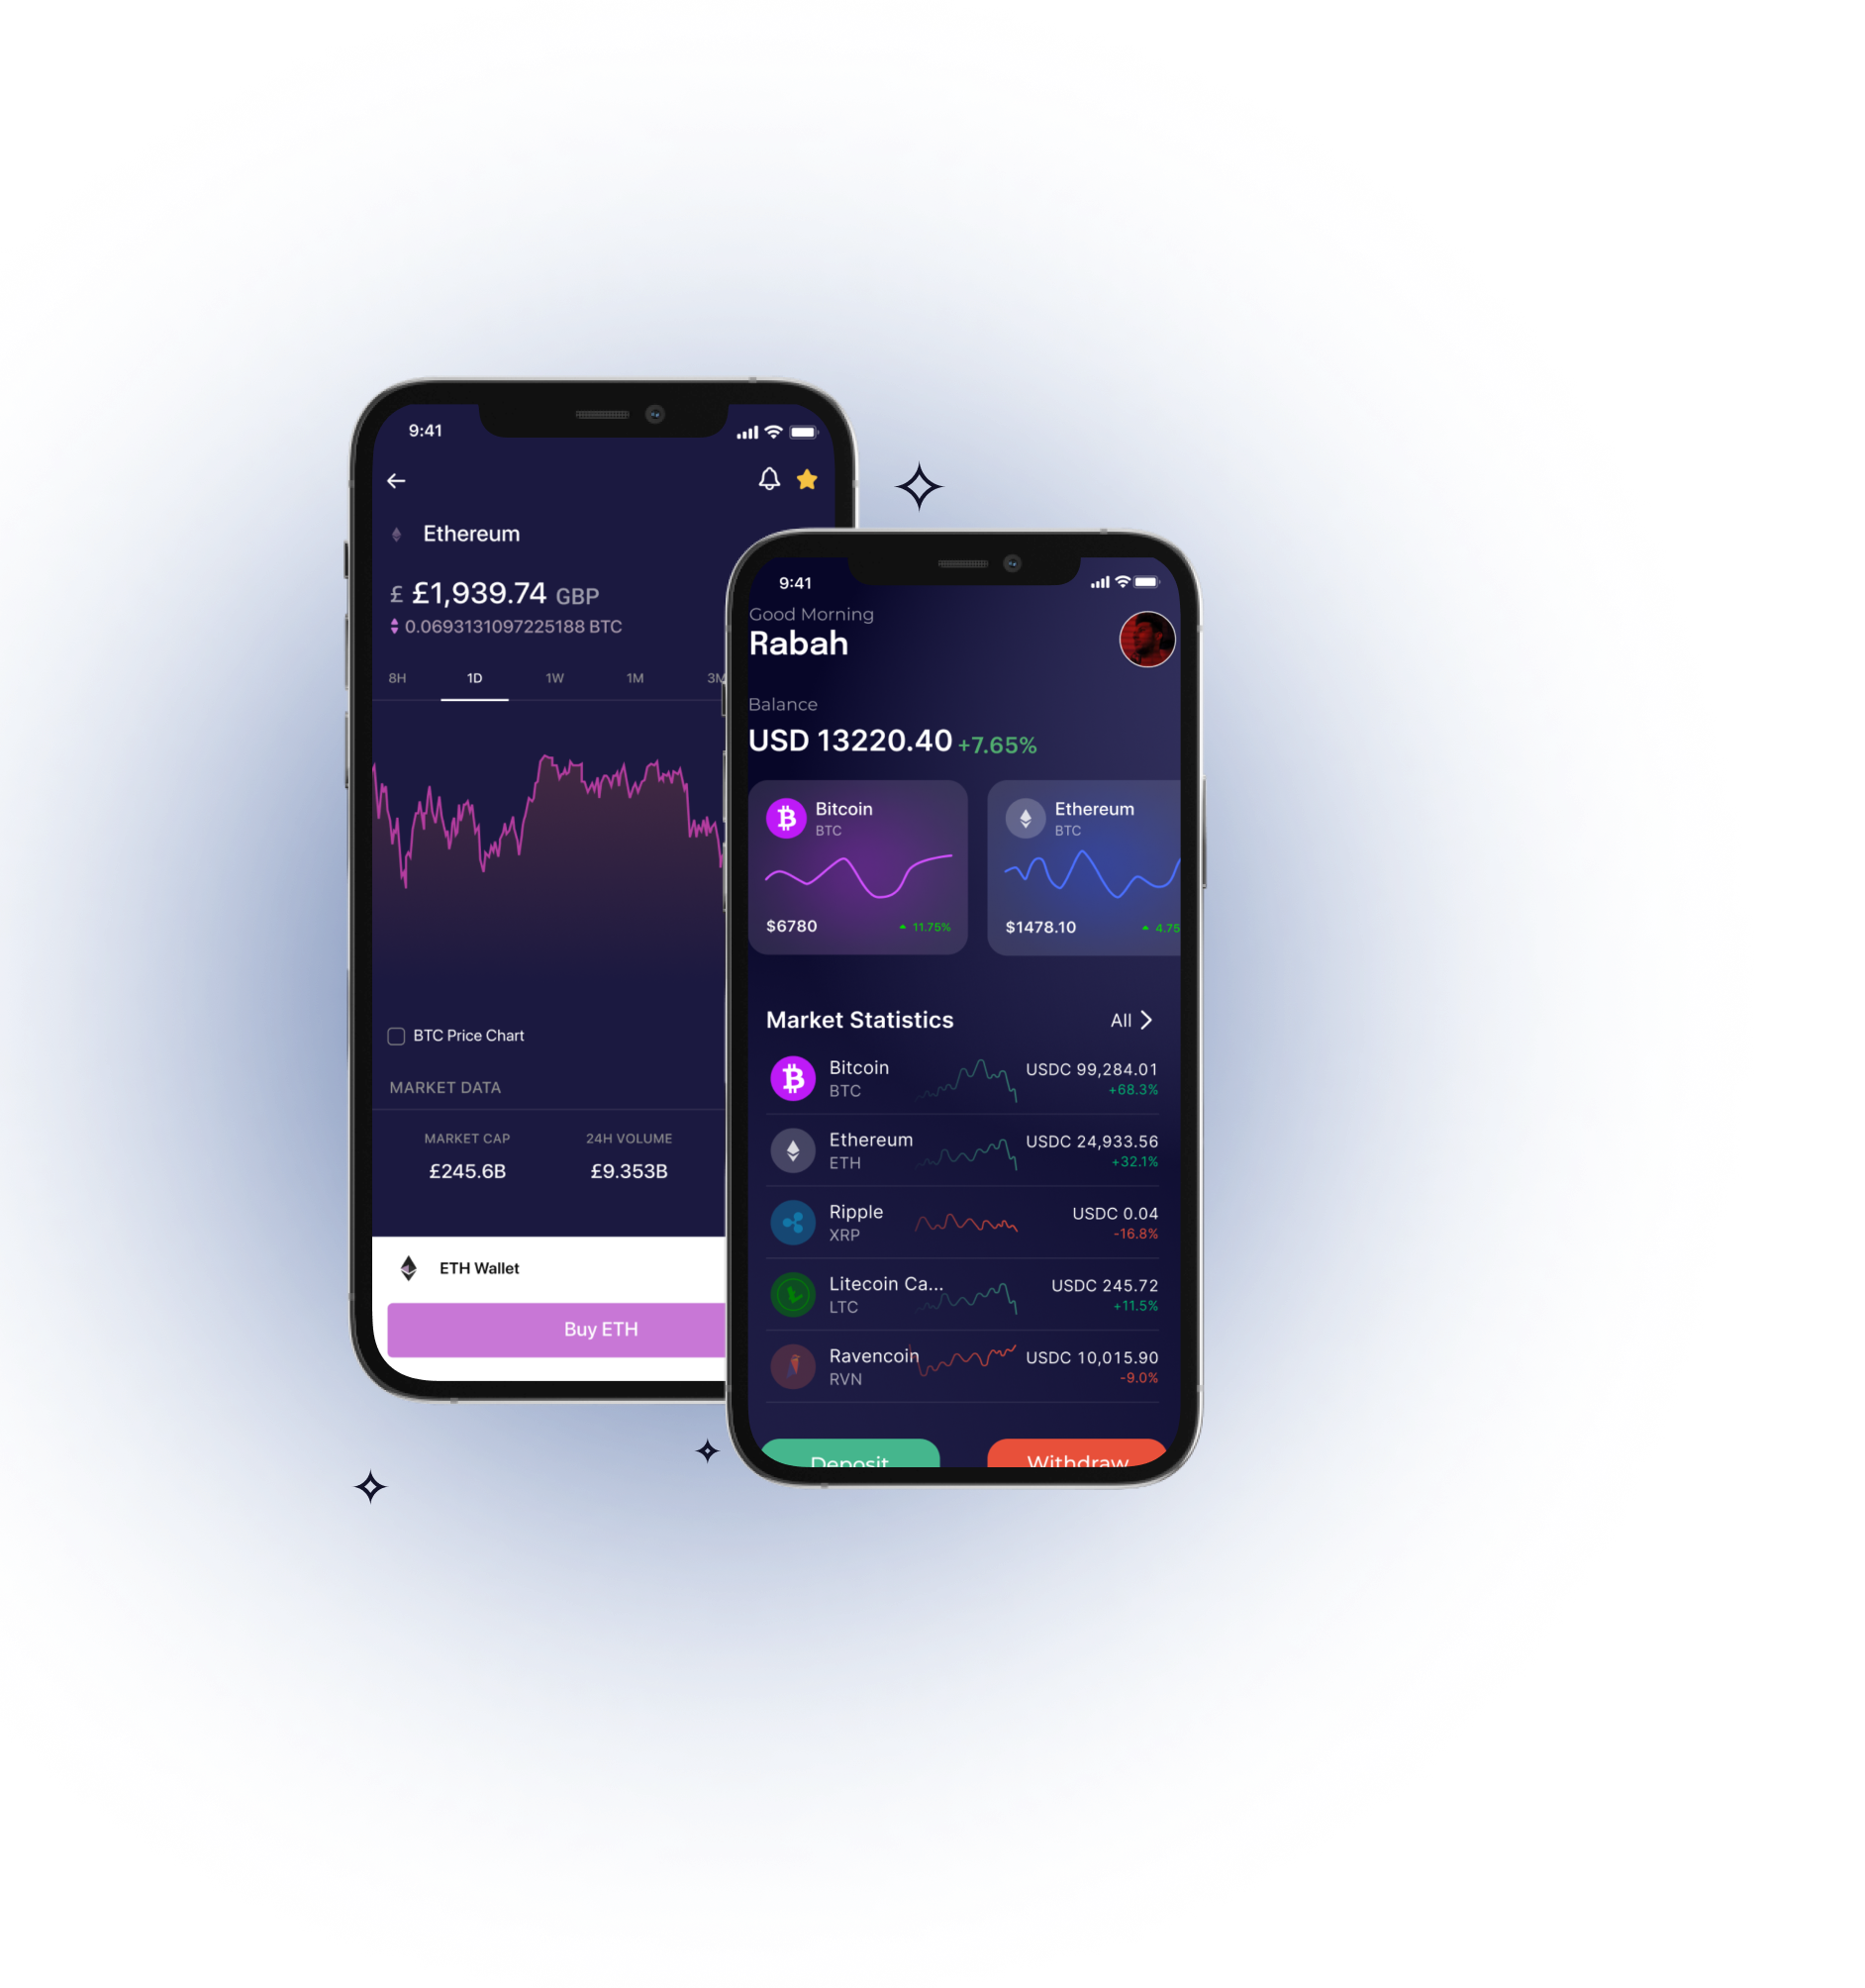 9:41
Ethereum
£ £1,939.74 GBP
0.0693131097225188 BTC
8H 1D 1W 1M 3M
BTC Price Chart
MARKET DATA
MARKET CAP 24H VOLUME
£245.6B £9.353B
ETH Wallet
Buy ETH
9:41
Good Morning
Rabah
Balance
USD 13220.40 +7.65%
Bitcoin
BTC
$6780 11.75%
Ethereum
BTC
$1478.10 4.75
Market Statistics All
Bitcoin USDC 99,284.01
BTC +68.3%
Ethereum USDC 24,933.56
ETH +32.1%
Ripple USDC 0.04
XRP -16.8%
Litecoin Ca... USDC 245.72
LTC +11.5%
Ravencoin USDC 10,015.90
RVN -9.0%
Deposit Withdraw